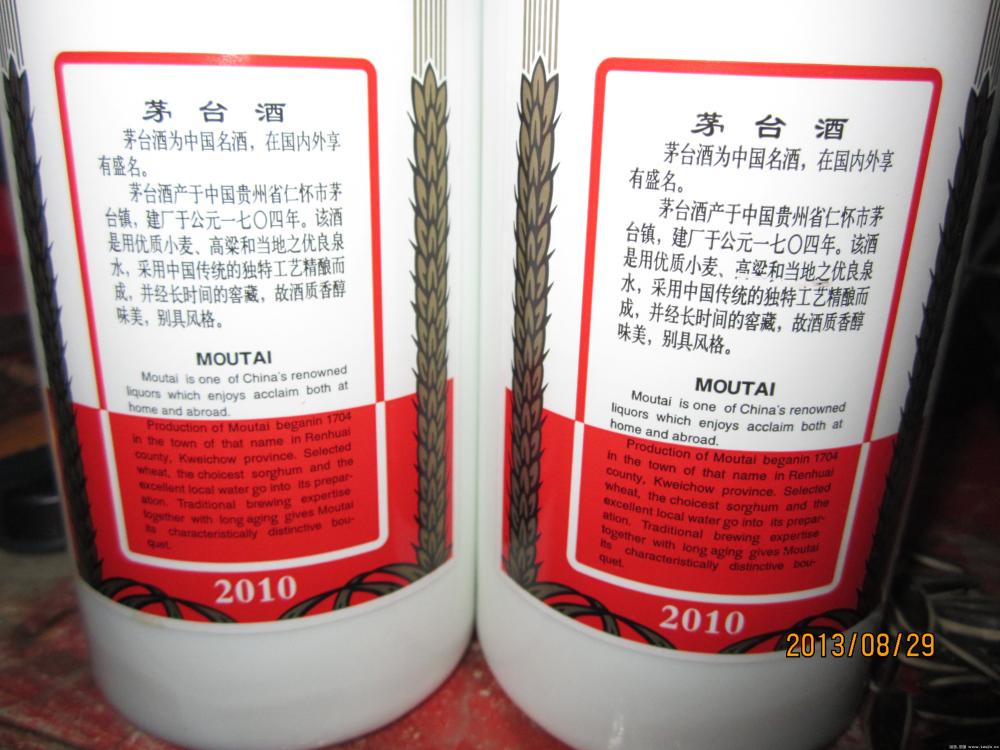 茅台酒
茅台酒为中国名酒，在国内外享
有盛名。
茅台酒产于中国贵州省仁怀市茅
台镇，建厂于公元一七〇四年。该酒
是用优质小麦、高粱和当地之优良泉
水，采用中国传统的独特工艺精酿而
成，并经长时间的窖藏，故酒质香醇
味美，别具风格。
MOUTAI
Moutai is one of China's renowned
liquors which enjoys acclaim both at
home and abroad.
Production of Moutai beganin 1704
in the town of that name in Renhuai
county, Kweichow province. Selected
wheat, the choicest sorghum and the
excellent local water go into its prepar-
ation. Traditional brewing expertise
together with long aging gives Moutai
its characteristically distinctive bou-
quet.
2010
茅台酒
茅台酒为中国名酒，在国内外享
有盛名。
茅台酒产于中国贵州省仁怀市茅
台镇，建厂于公元一七〇四年。该酒
是用优质小麦、高粱和当地之优良泉
水，采用中国传统的独特工艺精酿而
成，并经长时间的窖藏，故酒质香醇
味美，别具风格。
MOUTAI
Moutai is one of China's renowned
liquors which enjoys acclaim both at
home and abroad.
Production of Moutai beganin 1704
in the town of that name in Renhuai
county, Kweichow province. Selected
wheat, the choicest sorghum and the
excellent local water go into its prepar-
ation. Traditional brewing expertise
together with long aging gives Moutai
its characteristically distinctive bou-
quet.
2010
2013/08/29